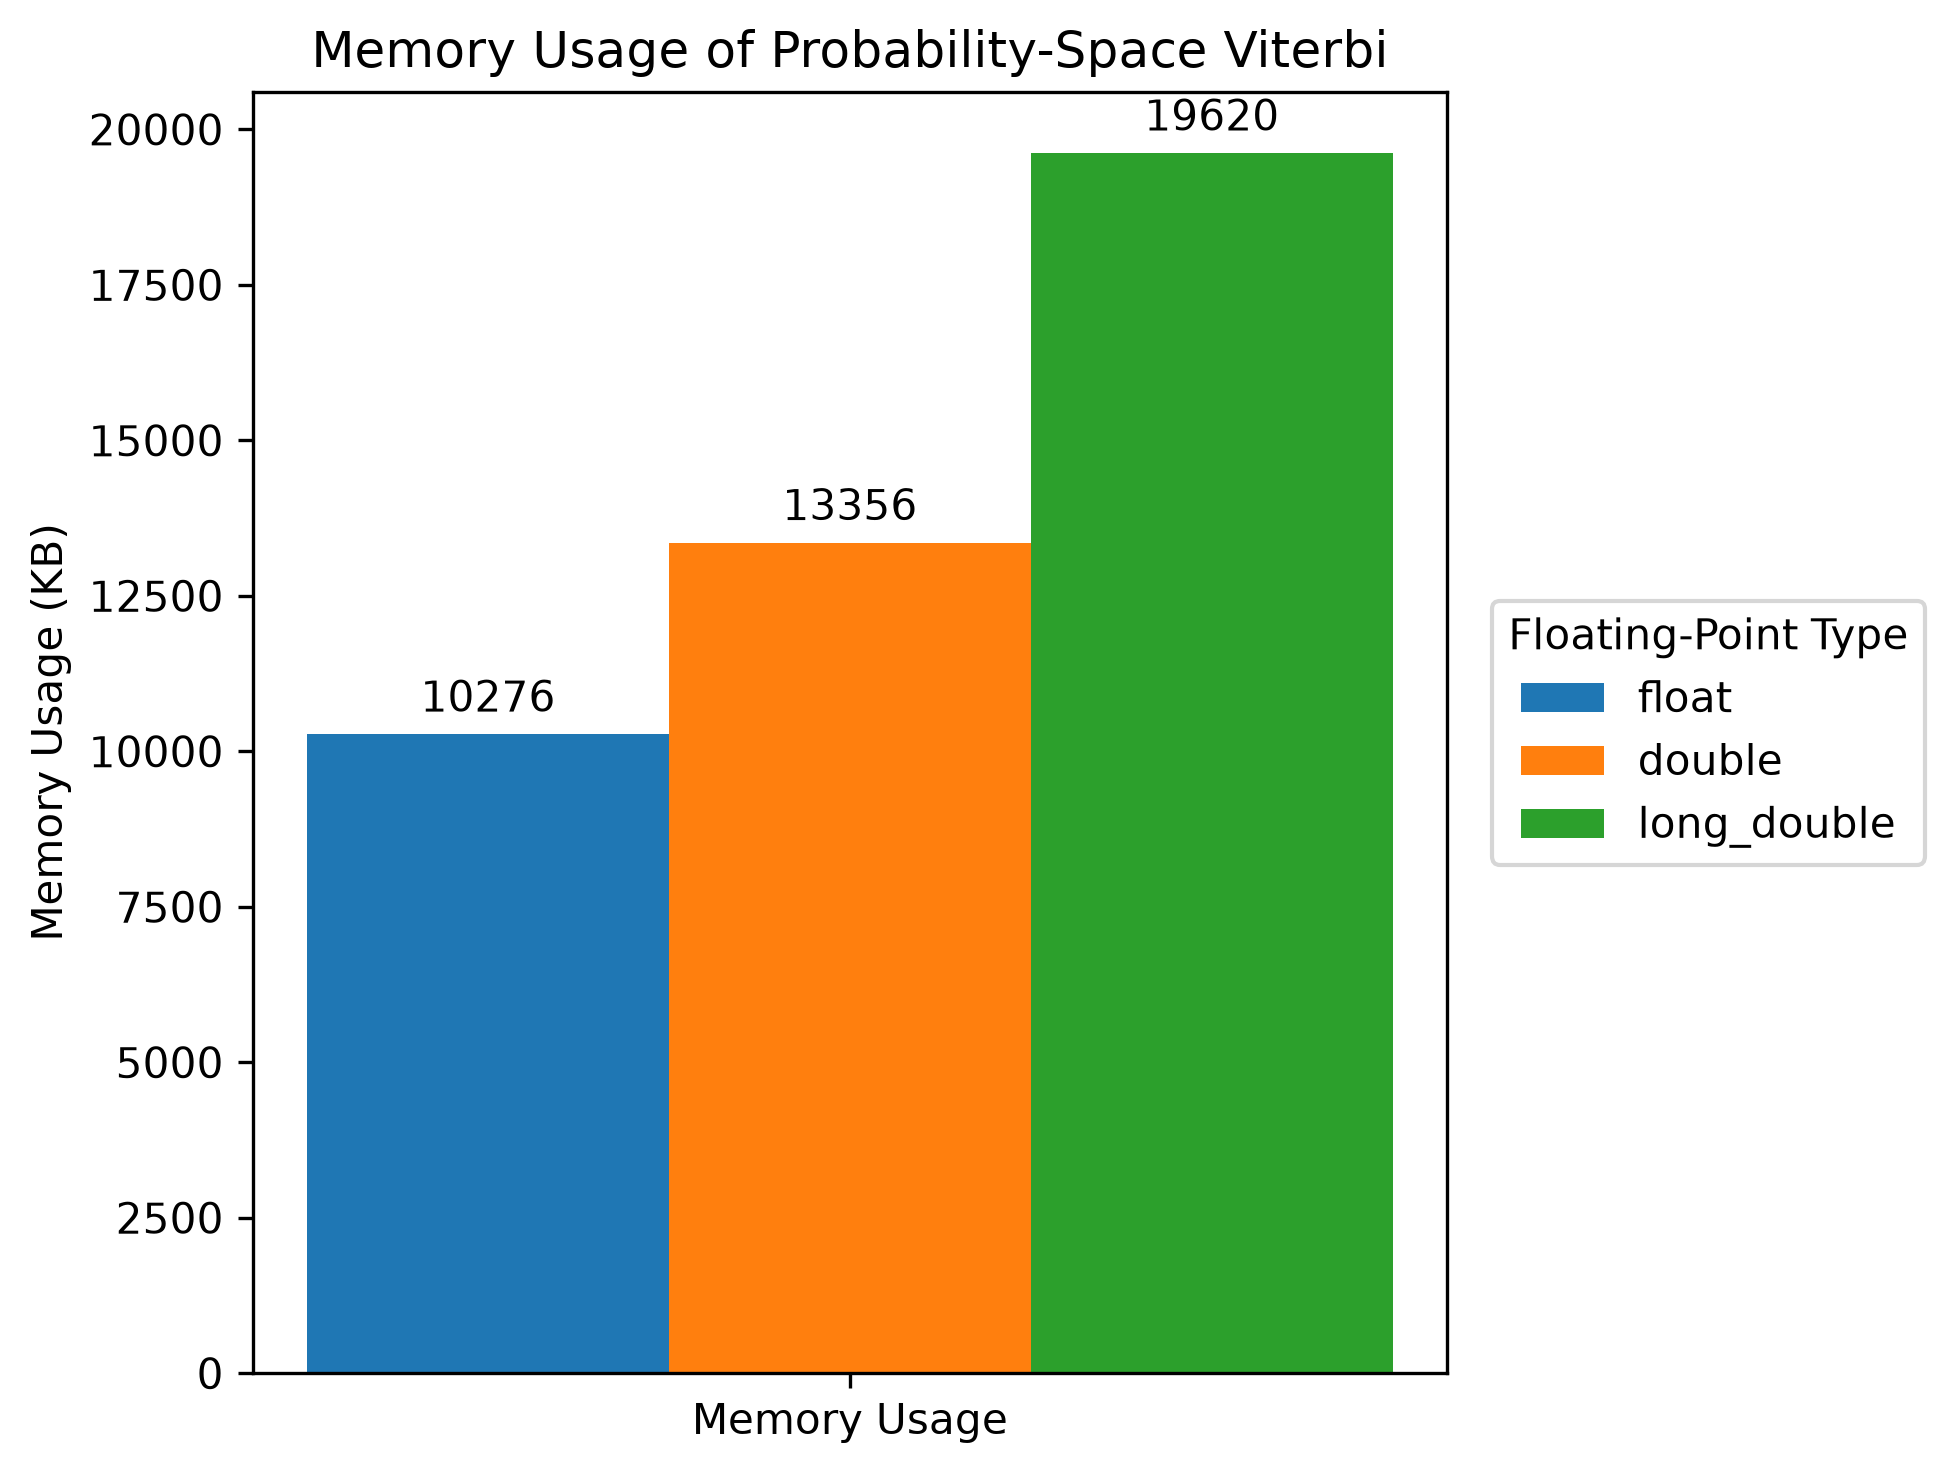 Memory Usage of Probability-Space Viterbi
Memory Usage (KB)
20000
17500
15000
12500
10000
7500
5000
2500
0
10276
13356
19620
Memory Usage
Floating-Point Type
float
double
long_double